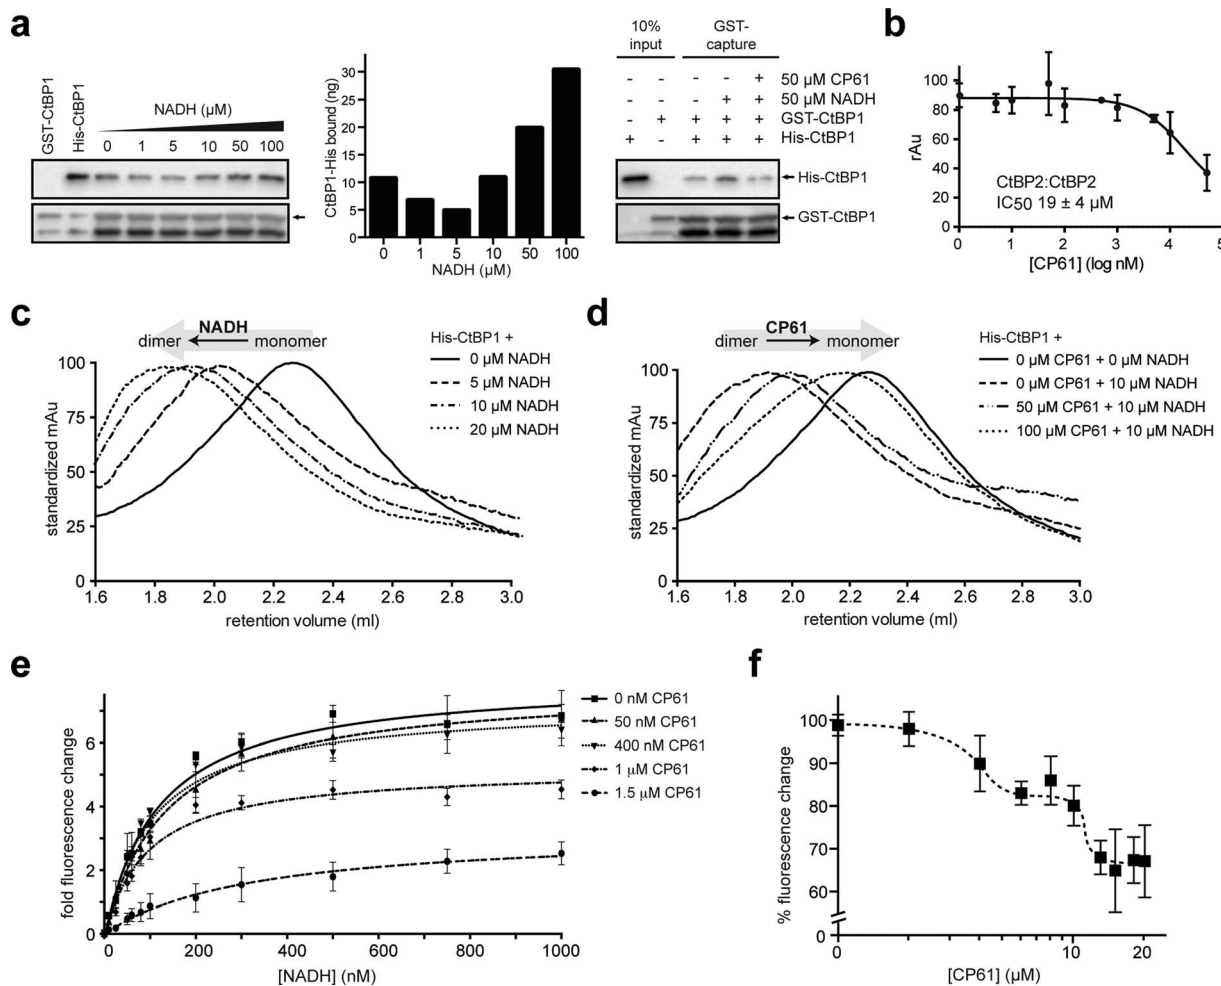 a
GST-CtBP1
His-CtBP1
NADH (µM)
0 1 5 10 50 100
CtBP1-His bound (ng)
30
25
20
15
10
5
0 1 5 10 50 100
NADH (µM)
10% input
GST-capture
- - - - + 50 µM CP61
- - - + + 50 µM NADH
- + + + + GST-CtBP1
+ - + + + His-CtBP1
His-CtBP1
GST-CtBP1
b
rAu
100
80
60
40
20
0
CtBP2:CtBP2
IC50 19 ± 4 µM
0 1 2 3 4 5
[CP61] (log nM)
c
NADH
dimer monomer
His-CtBP1 +
0 µM NADH
5 µM NADH
10 µM NADH
20 µM NADH
standardized mAu
100
75
50
25
0
1.6 1.8 2.0 2.2 2.4 2.6 2.8 3.0
retention volume (ml)
d
CP61
dimer monomer
His-CtBP1 +
0 µM CP61 + 0 µM NADH
0 µM CP61 + 10 µM NADH
50 µM CP61 + 10 µM NADH
100 µM CP61 + 10 µM NADH
standardized mAu
100
75
50
25
0
1.6 1.8 2.0 2.2 2.4 2.6 2.8 3.0
retention volume (ml)
e
fold fluorescence change
6
4
2
0
0 200 400 600 800 1000
[NADH] (nM)
0 nM CP61
50 nM CP61
400 nM CP61
1 µM CP61
1.5 µM CP61
f
% fluorescence change
100
90
80
70
60
0
0 10 20
[CP61] (µM)